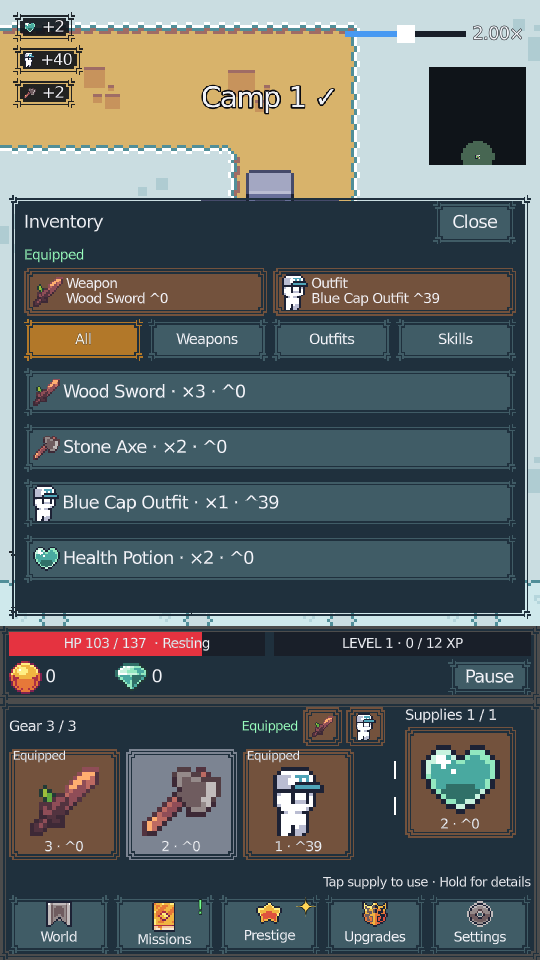 +2
+40
+2
2.00×
Camp 1 ✓
Inventory
Close
Equipped
Weapon
Wood Sword ^0
Outfit
Blue Cap Outfit ^39
All
Weapons
Outfits
Skills
Wood Sword · ×3 · ^0
Stone Axe · ×2 · ^0
Blue Cap Outfit · ×1 · ^39
Health Potion · ×2 · ^0
HP 103 / 137 · Resting
LEVEL 1 · 0 / 12 XP
0
0
Pause
Gear 3 / 3
Equipped
Supplies 1 / 1
Equipped
3 · ^0
2 · ^0
Equipped
1 · ^39
2 · ^0
Tap supply to use · Hold for details
World
Missions
!
Prestige
Upgrades
Settings